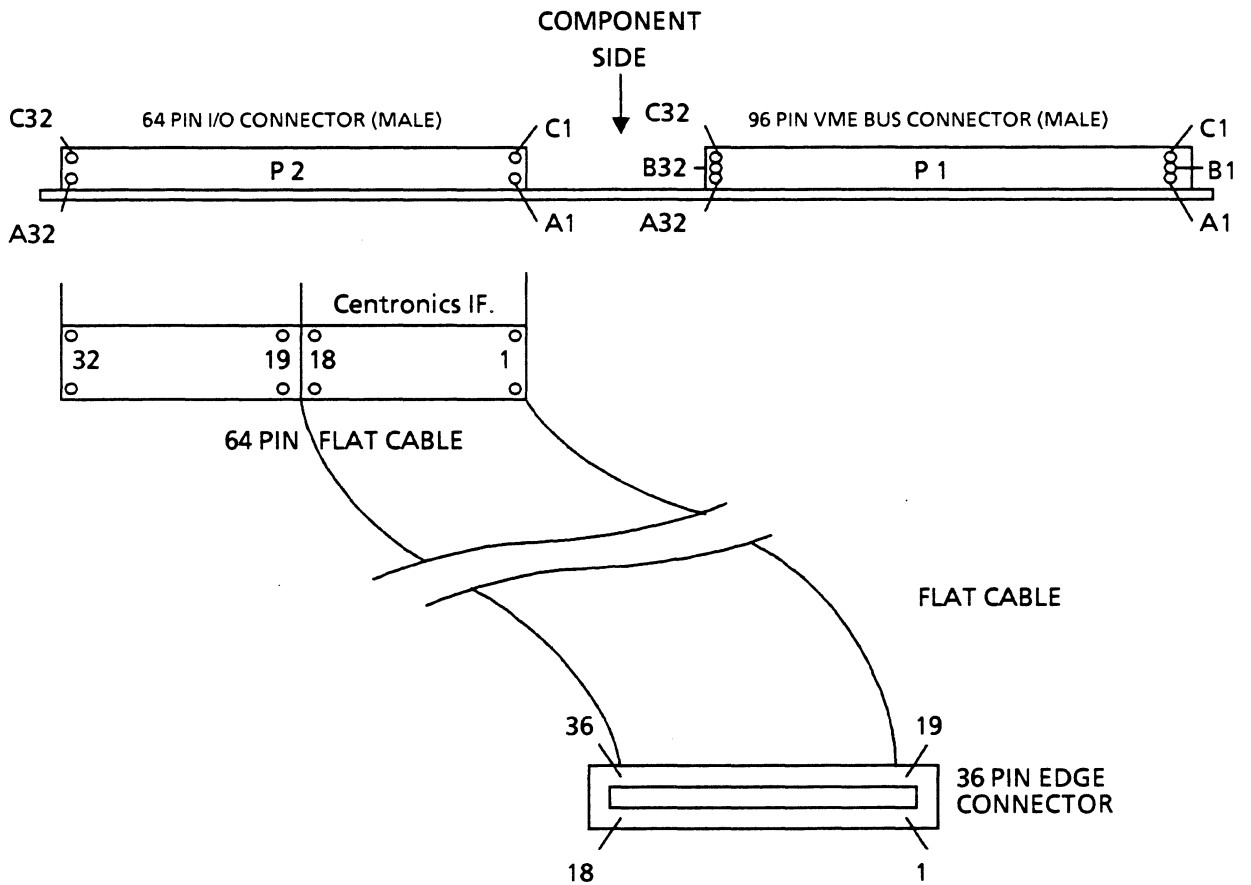 COMPONENT
SIDE
C32
64 PIN I/O CONNECTOR (MALE)
C1
C32
96 PIN VME BUS CONNECTOR (MALE)
C1
P 2
B32
P 1
B1
A32
A1
A32
A1
Centronics IF.
32
19
18
1
64 PIN FLAT CABLE
FLAT CABLE
36
19
36 PIN EDGE
CONNECTOR
18
1